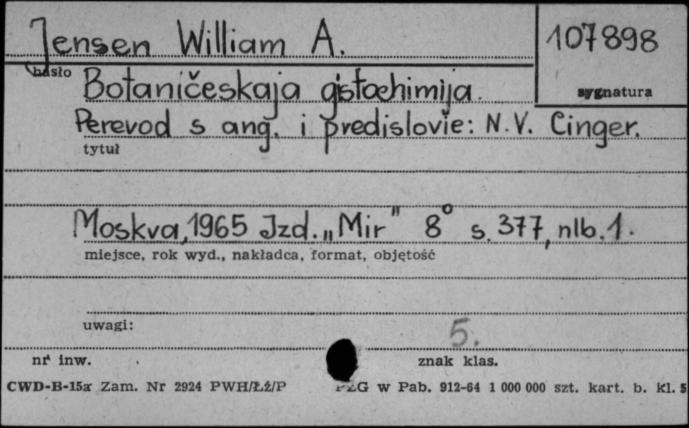 Jensen William A.
107898
hasło
sygnatura
Botaničeskaja gistochimija.
Perevod s ang. i predislovie: N.V. Cinger.
tytuł
Moskva, 1965 Izd. „Mir" 8° s. 377, nlb. 1.
miejsce, rok wyd., nakładca, format, objętość
uwagi:
5.
nr inw.
znak klas.
CWD-B-15a Zam. Nr 2924 PWH/Łź/P PZG w Pab. 912-64 1 000 000 szt. kart. b. kl. 5